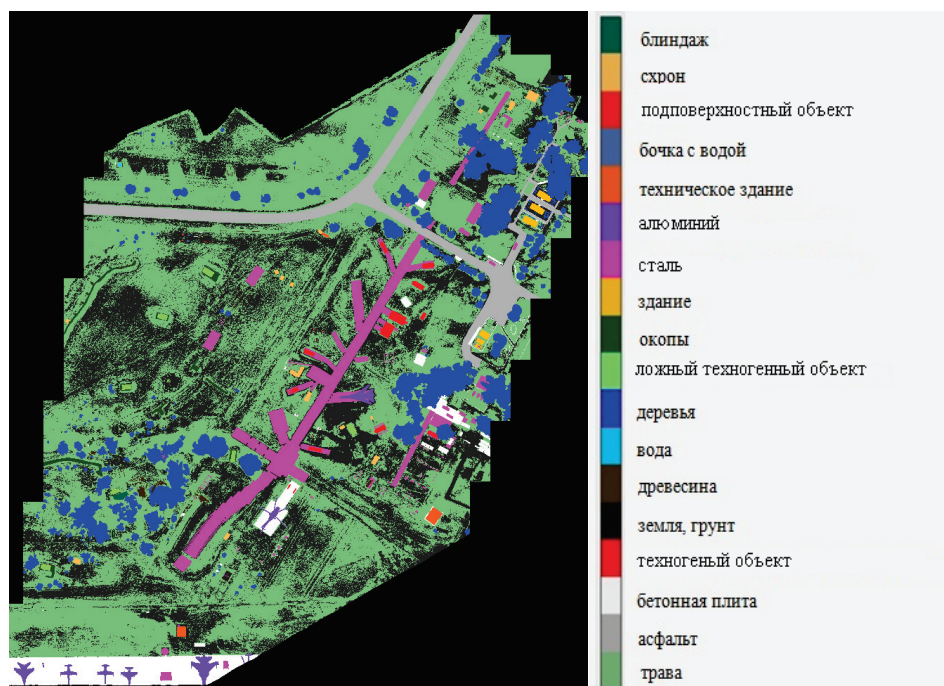 блиндаж
схрон
подповерхностный объект
бочка с водой
техническое здание
алюминий
сталь
здание
окопы
ложный техногенный объект
деревья
вода
древесина
земля, грунт
техногеный объект
бетонная плита
асфальт
трава